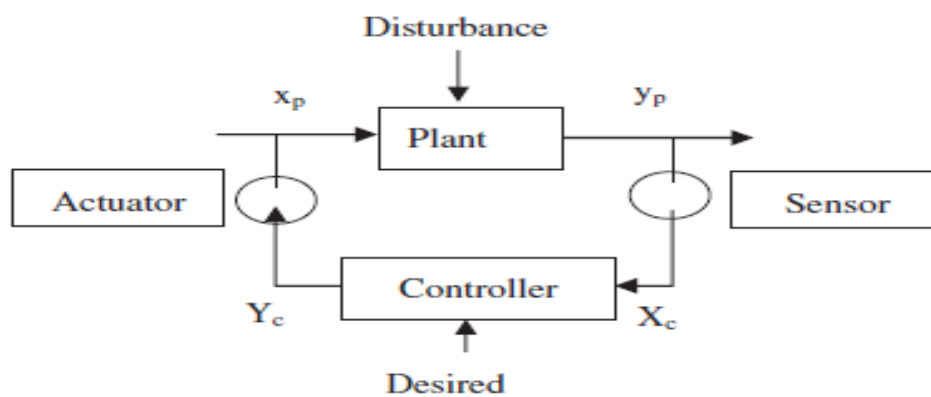 Disturbance
xp
yp
Plant
Actuator
Sensor
Controller
Yc
Xc
Desired